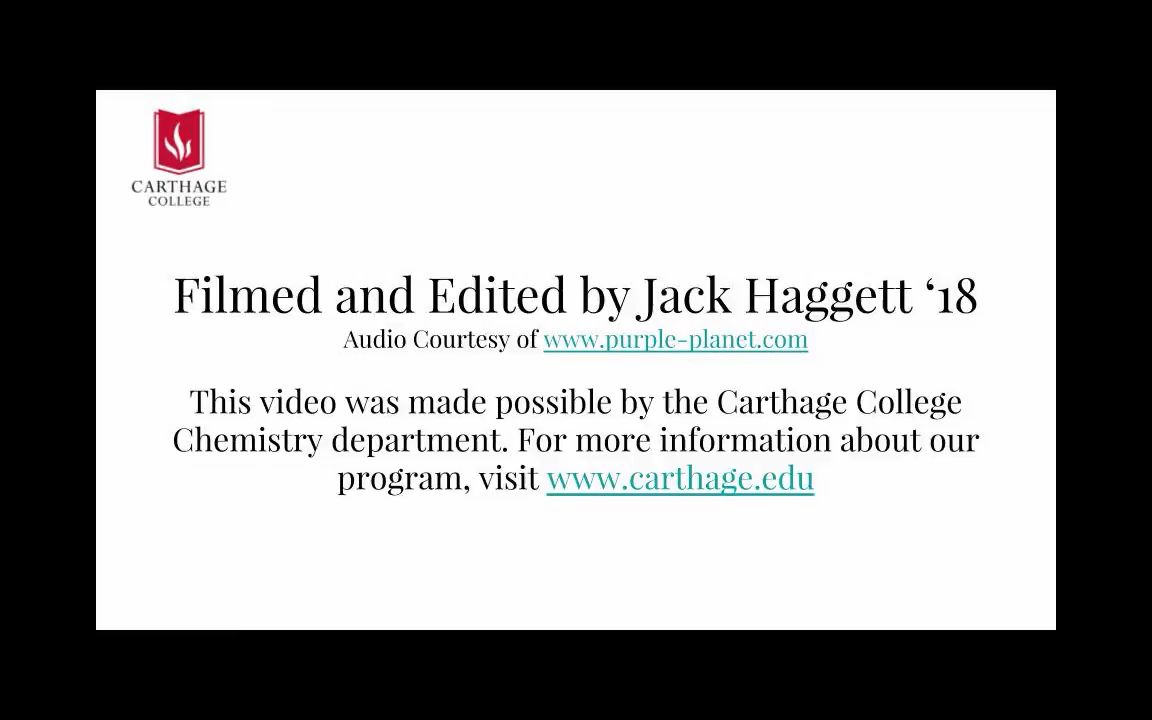 CARTHAGE
COLLEGE
Filmed and Edited by Jack Haggett ‘18
Audio Courtesy of www.purple-planet.com
This video was made possible by the Carthage College
Chemistry department. For more information about our
program, visit www.carthage.edu